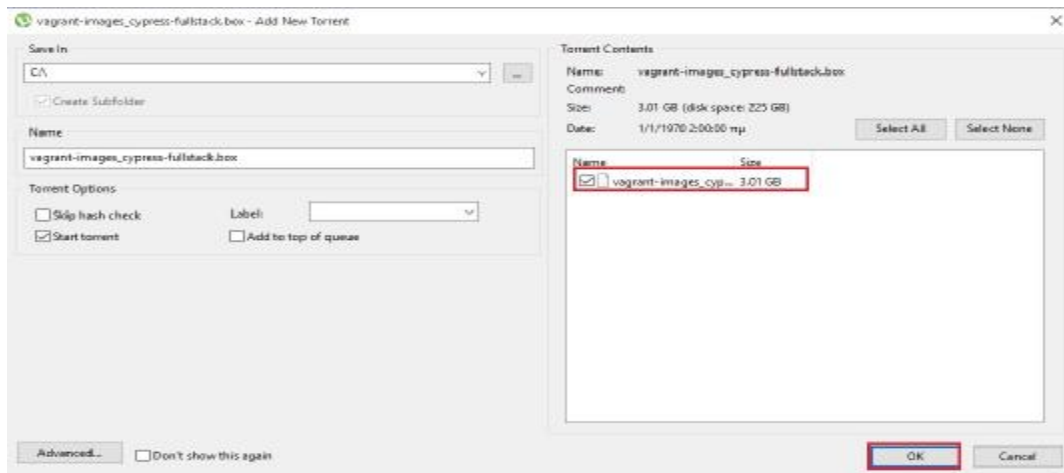 vagrant-images_cypress-fullstack.box - Add New Torrent
Save In
C:\
...
Create Subfolder
Name
vagrant-images_cypress-fullstack.box
Torrent Options
Skip hash check
Label:
Start torrent
Add to top of queue
Advanced...
Don't show this again
Torrent Contents
Name: vagrant-images_cypress-fullstack.box
Comment:
Size: 3.01 GB (disk space: 225 GB)
Date: 1/1/1970 2:00:00 πμ
Select All
Select None
Name Size
vagrant-images_cyp... 3.01 GB
OK
Cancel